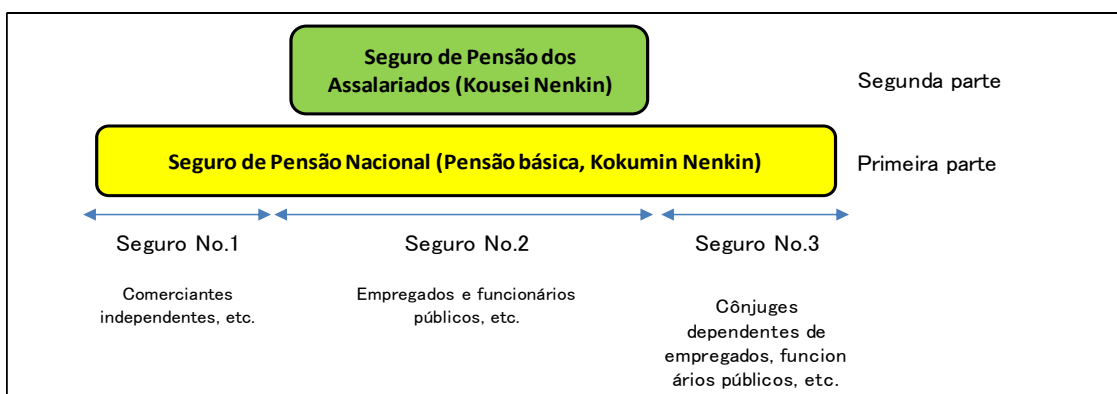 Seguro de Pensão dos
Assalariados (Kousei Nenkin)
Segunda parte
Seguro de Pensão Nacional (Pensão básica, Kokumin Nenkin)
Primeira parte
Seguro No.1
Seguro No.2
Seguro No.3
Comerciantes
independentes, etc.
Empregados e funcionários
públicos, etc.
Cônjuges
dependentes de
empregados, funcion
ários públicos, etc.